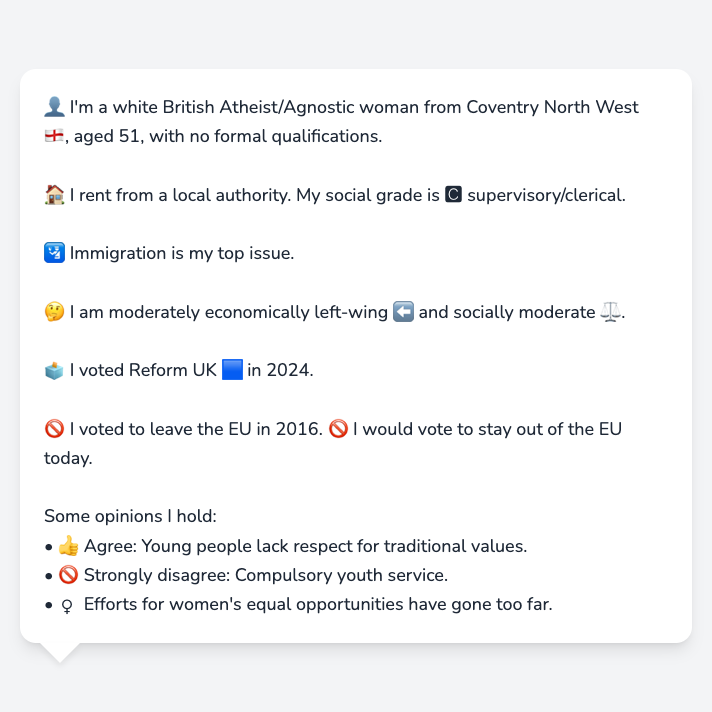 👤 I'm a white British Atheist/Agnostic woman from Coventry North West
🏴󠁧󠁢󠁥󠁮󠁧󠁿, aged 51, with no formal qualifications.
🏠 I rent from a local authority. My social grade is 🅲 supervisory/clerical.
🛂 Immigration is my top issue.
🤔 I am moderately economically left-wing ⬅️ and socially moderate ⚖️.
🗳️ I voted Reform UK 🟦 in 2024.
🚫 I voted to leave the EU in 2016. 🚫 I would vote to stay out of the EU
today.
Some opinions I hold:
• 👍 Agree: Young people lack respect for traditional values.
• 🚫 Strongly disagree: Compulsory youth service.
• ♀ Efforts for women's equal opportunities have gone too far.